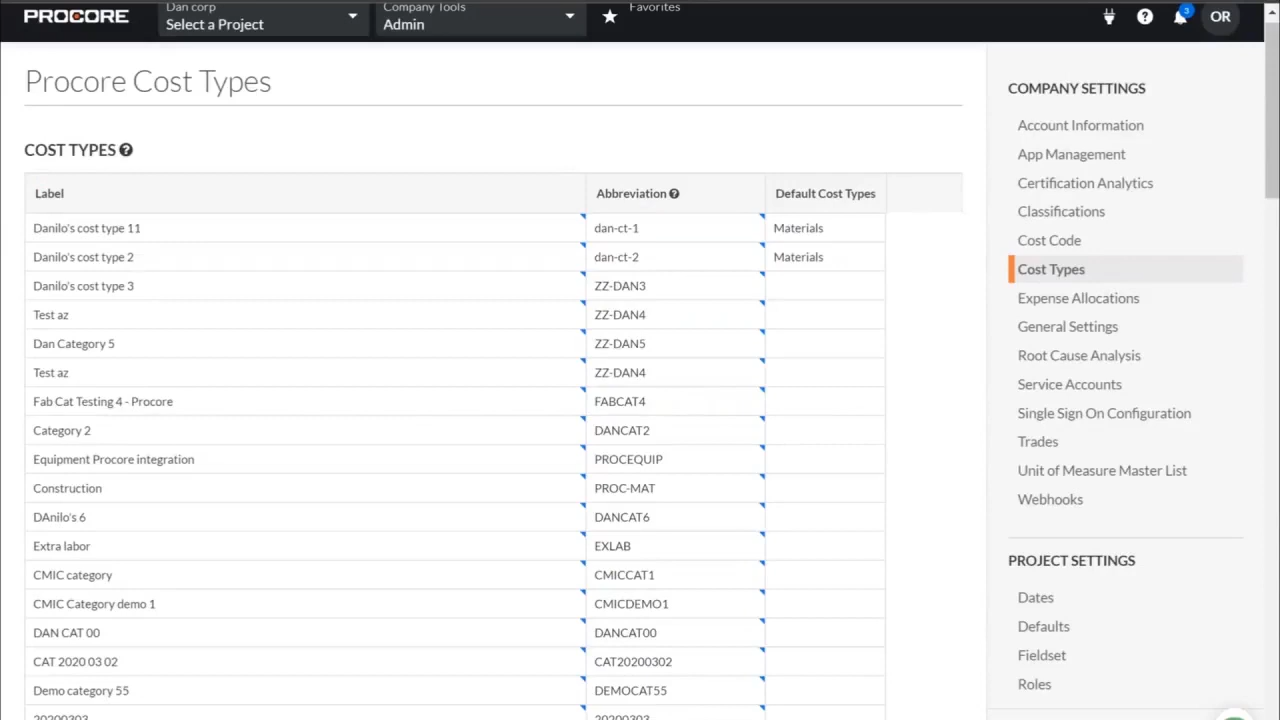 PROCORE
Dan corp
Select a Project
Company Tools
Admin
Favorites
3
OR
Procore Cost Types
COST TYPES
Label Abbreviation Default Cost Types
Danilo's cost type 11 dan-ct-1 Materials
Danilo's cost type 2 dan-ct-2 Materials
Danilo's cost type 3 ZZ-DAN3
Test az ZZ-DAN4
Dan Category 5 ZZ-DAN5
Test az ZZ-DAN4
Fab Cat Testing 4 - Procore FABCAT4
Category 2 DANCAT2
Equipment Procore integration PROCEQUIP
Construction PROC-MAT
DAnilo's 6 DANCAT6
Extra labor EXLAB
CMIC category CMICCAT1
CMIC Category demo 1 CMICDEMO1
DAN CAT 00 DANCAT00
CAT 2020 03 02 CAT20200302
Demo category 55 DEMOCAT55
20200303 20200303
COMPANY SETTINGS
Account Information
App Management
Certification Analytics
Classifications
Cost Code
Cost Types
Expense Allocations
General Settings
Root Cause Analysis
Service Accounts
Single Sign On Configuration
Trades
Unit of Measure Master List
Webhooks
PROJECT SETTINGS
Dates
Defaults
Fieldset
Roles